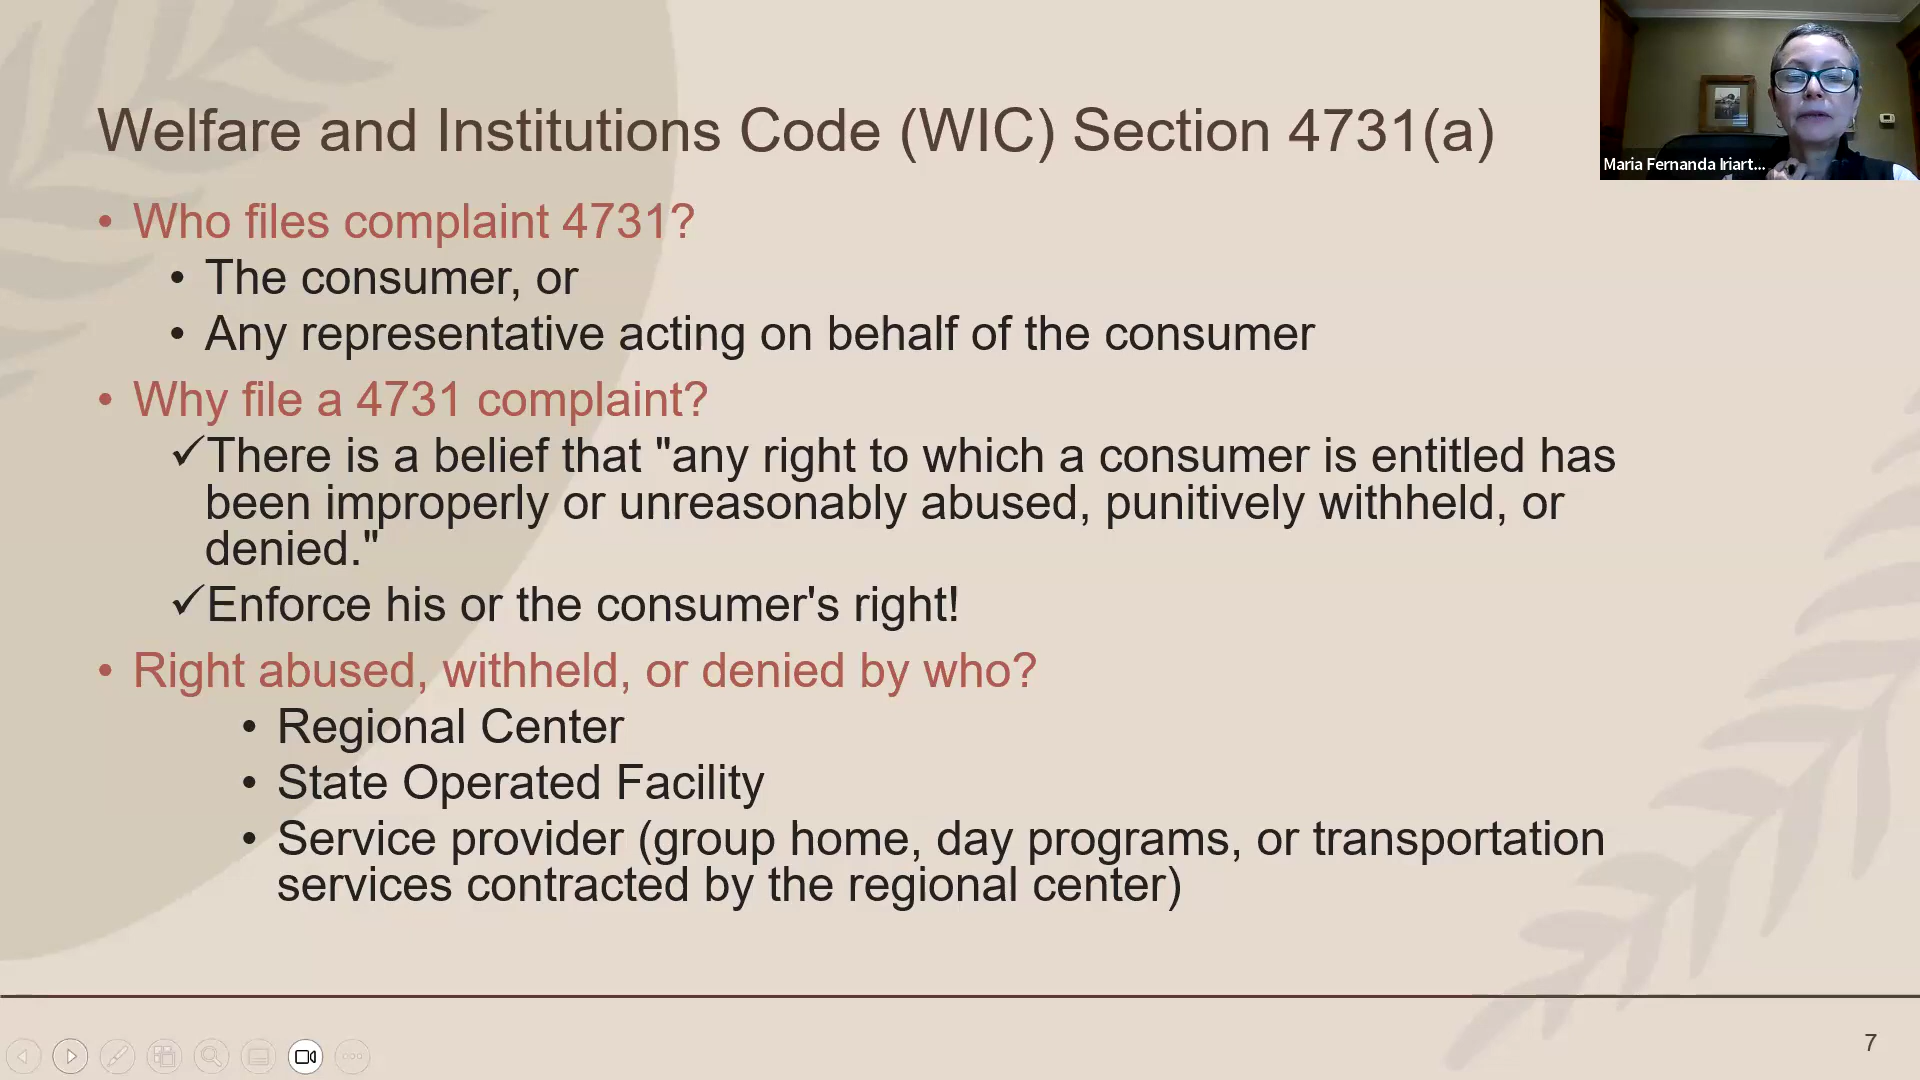 Welfare and Institutions Code (WIC) Section 4731(a)
Maria Fernanda Iriart...
• Who files complaint 4731?
• The consumer, or
• Any representative acting on behalf of the consumer
• Why file a 4731 complaint?
✓There is a belief that "any right to which a consumer is entitled has
been improperly or unreasonably abused, punitively withheld, or
denied."
✓Enforce his or the consumer's right!
• Right abused, withheld, or denied by who?
• Regional Center
• State Operated Facility
• Service provider (group home, day programs, or transportation
services contracted by the regional center)
7